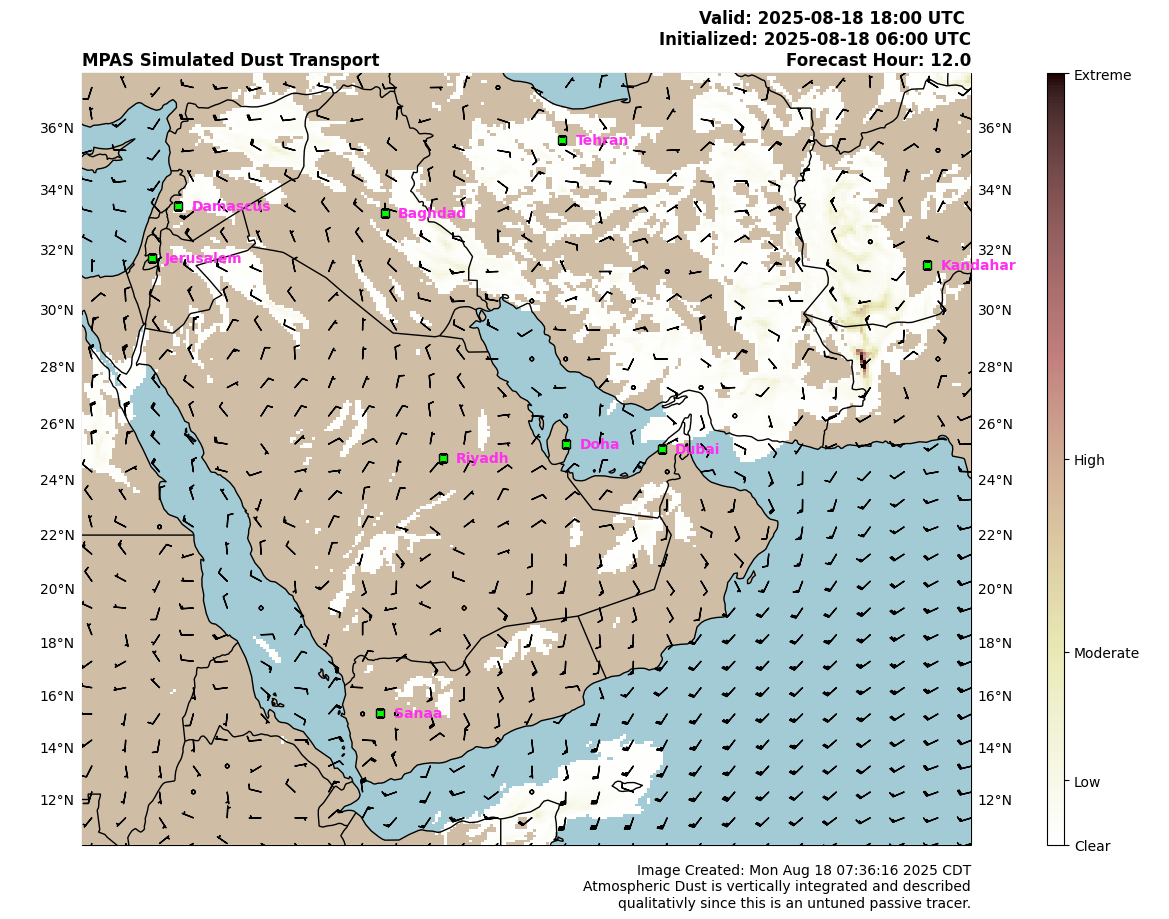 Valid: 2025-08-18 18:00 UTC
Initialized: 2025-08-18 06:00 UTC
MPAS Simulated Dust Transport Forecast Hour: 12.0
Extreme
36°N Tehran 36°N
34°N Damascus Baghdad 34°N
32°N Jerusalem 32°N
Kandahar
30°N 30°N
28°N 28°N
26°N 26°N
Doha Dubai
Riyadh High
24°N 24°N
22°N 22°N
20°N 20°N
18°N 18°N
Moderate
16°N 16°N
Sanaa
14°N 14°N
12°N 12°N
Low
Clear
Image Created: Mon Aug 18 07:36:16 2025 CDT
Atmospheric Dust is vertically integrated and described
qualitativly since this is an untuned passive tracer.